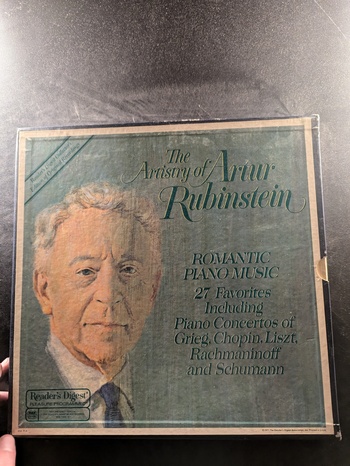 The
Artistry of Artur
Rubinstein
ROMANTIC
PIANO MUSIC
27 Favorites
Including
Piano Concertos of
Grieg, Chopin, Liszt,
Rachmaninoff
and Schumann
Reader's Digest